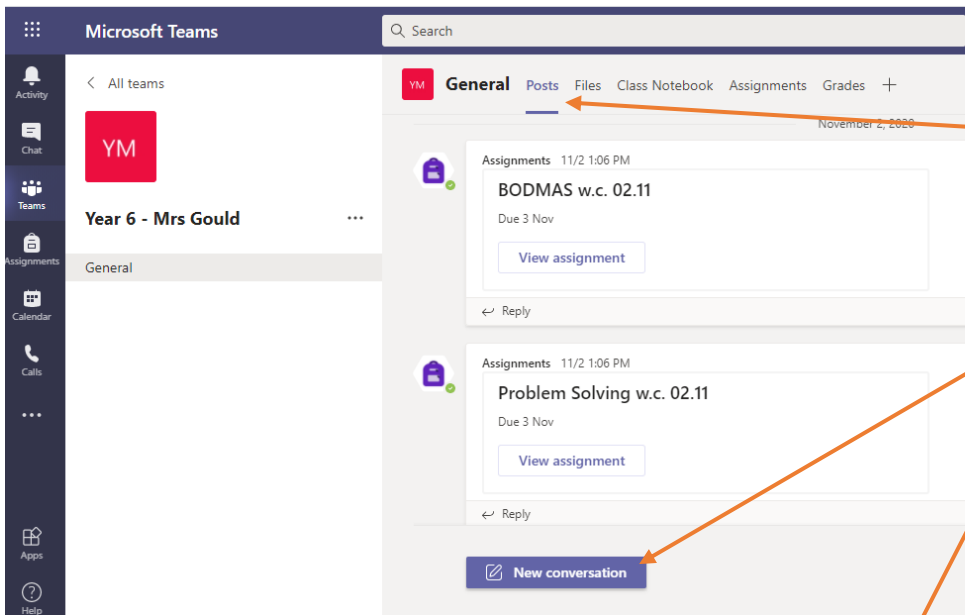 Microsoft Teams
Search
Activity
Chat
Teams
Assignments
Calendar
Calls
Apps
Help
All teams
YM
Year 6 - Mrs Gould
General
YM General Posts Files Class Notebook Assignments Grades
November 2, 2020
Assignments 11/2 1:06 PM
BODMAS w.c. 02.11
Due 3 Nov
View assignment
Reply
Assignments 11/2 1:06 PM
Problem Solving w.c. 02.11
Due 3 Nov
View assignment
Reply
New conversation